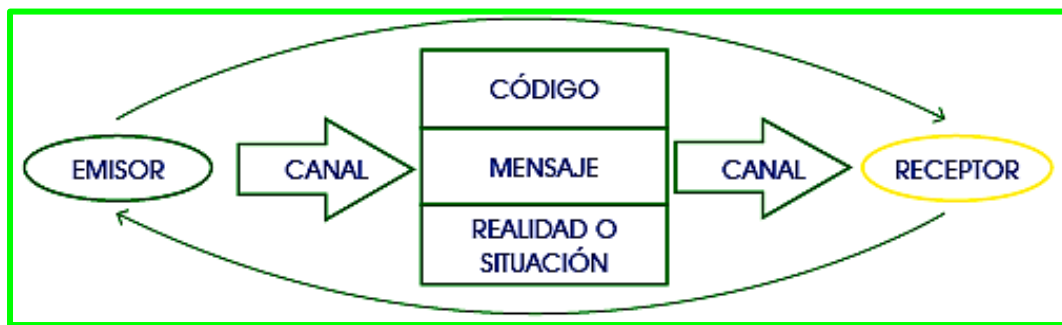 CÓDIGO
EMISOR
CANAL
MENSAJE
CANAL
RECEPTOR
REALIDAD O
SITUACIÓN